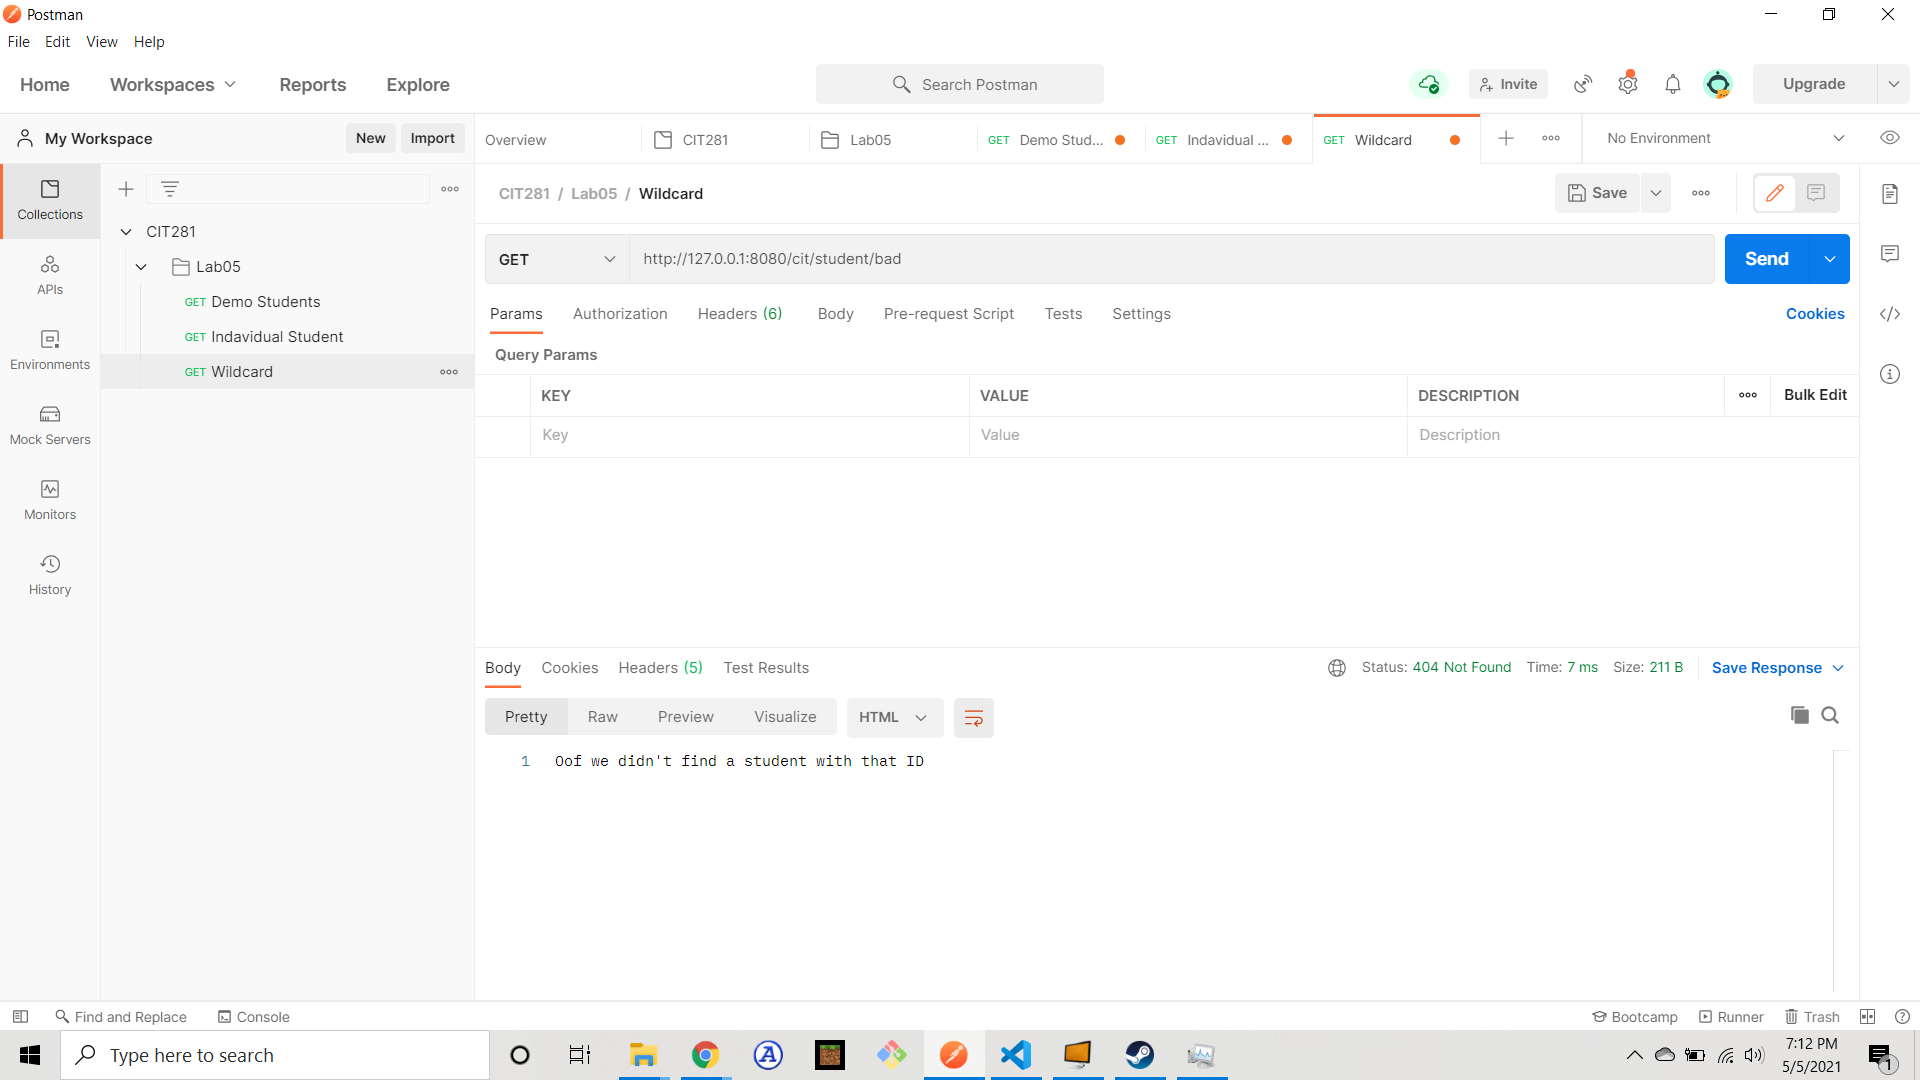 Postman
File Edit View Help
Home Workspaces Reports Explore Search Postman Invite Upgrade
My Workspace New Import Overview CIT281 Lab05 GET Demo Stud... GET Indavidual ... GET Wildcard No Environment
CIT281 / Lab05 / Wildcard Save
Collections
CIT281
GET http://127.0.0.1:8080/cit/student/bad Send
Lab05
APIs
GET Demo Students
Params Authorization Headers (6) Body Pre-request Script Tests Settings Cookies
GET Indavidual Student
Query Params
Environments
GET Wildcard
KEY VALUE DESCRIPTION Bulk Edit
Key Value Description
Mock Servers
Monitors
History
Body Cookies Headers (5) Test Results Status: 404 Not Found Time: 7 ms Size: 211 B Save Response
Pretty Raw Preview Visualize HTML
1 Oof we didn't find a student with that ID
Find and Replace Console Bootcamp Runner Trash
Type here to search
7:12 PM
5/5/2021
1